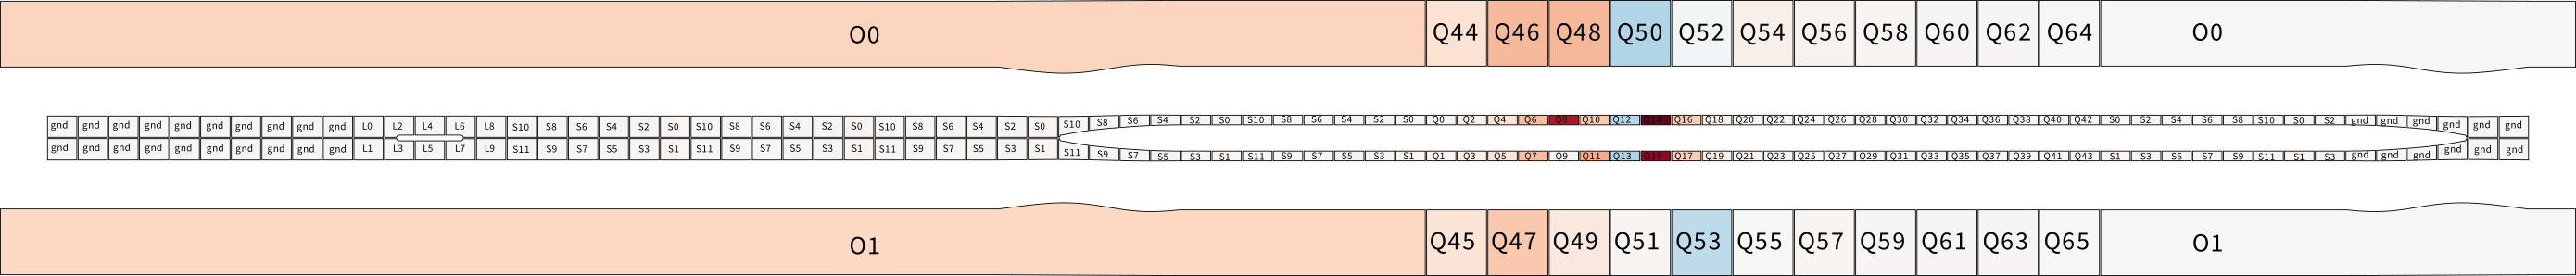 O0 Q44 Q46 Q48 Q50 Q52 Q54 Q56 Q58 Q60 Q62 Q64 O0
gnd gnd gnd gnd gnd gnd gnd gnd gnd gnd L0 L2 L4 L6 L8 S10 S8 S6 S4 S2 S0 S10 S8 S6 S4 S2 S0 S10 S8 S6 S4 S2 S0 S10 S8 S6 S4 S2 S0 S10 S8 S6 S4 S2 S0 Q0 Q2 Q4 Q6 Q8 Q10 Q12 Q14 Q16 Q18 Q20 Q22 Q24 Q26 Q28 Q30 Q32 Q34 Q36 Q38 Q40 Q42 S0 S2 S4 S6 S8 S10 S0 S2 gnd gnd gnd gnd gnd gnd
gnd gnd gnd gnd gnd gnd gnd gnd gnd gnd L1 L3 L5 L7 L9 S11 S9 S7 S5 S3 S1 S11 S9 S7 S5 S3 S1 S11 S9 S7 S5 S3 S1 S11 S9 S7 S5 S3 S1 S11 S9 S7 S5 S3 S1 Q1 Q3 Q5 Q7 Q9 Q11 Q13 Q15 Q17 Q19 Q21 Q23 Q25 Q27 Q29 Q31 Q33 Q35 Q37 Q39 Q41 Q43 S1 S3 S5 S7 S9 S11 S1 S3 gnd gnd gnd gnd gnd gnd
O1 Q45 Q47 Q49 Q51 Q53 Q55 Q57 Q59 Q61 Q63 Q65 O1